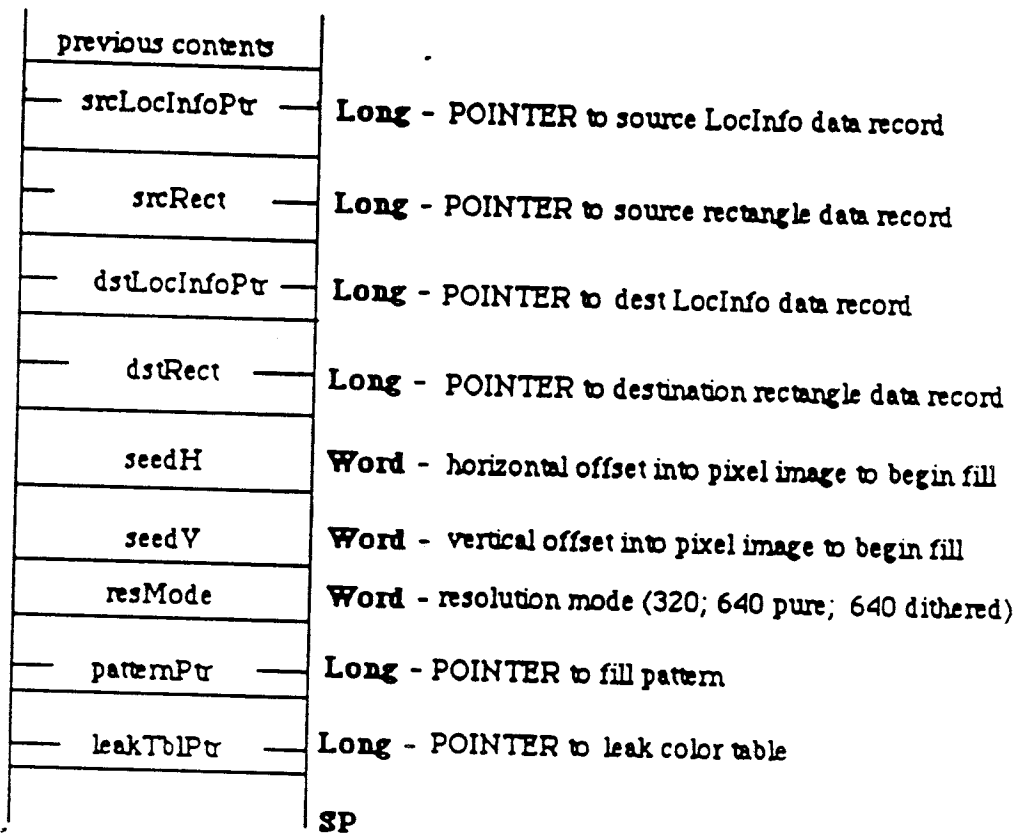 previous contents
srcLocInfoPtr Long - POINTER to source LocInfo data record
srcRect Long - POINTER to source rectangle data record
dstLocInfoPtr Long - POINTER to dest LocInfo data record
dstRect Long - POINTER to destination rectangle data record
seedH Word - horizontal offset into pixel image to begin fill
seedV Word - vertical offset into pixel image to begin fill
resMode Word - resolution mode (320; 640 pure; 640 dithered)
patternPtr Long - POINTER to fill pattern
leakTblPtr Long - POINTER to leak color table
SP